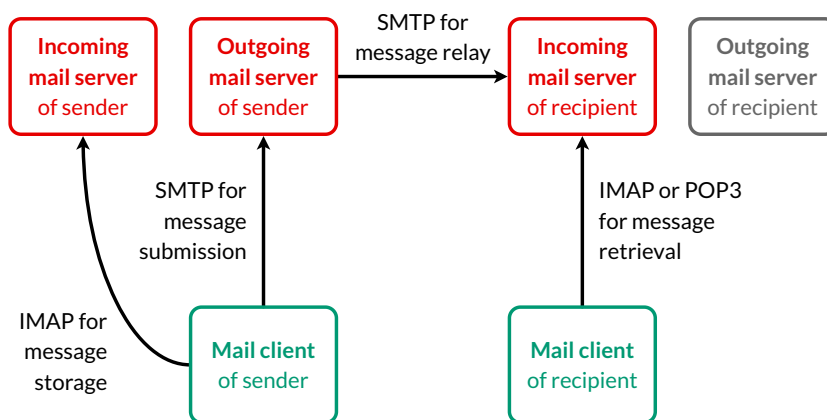 Incoming
mail server
of sender
Outgoing
mail server
of sender
SMTP for
message relay
Incoming
mail server
of recipient
Outgoing
mail server
of recipient
SMTP for
message
submission
IMAP or POP3
for message
retrieval
IMAP for
message
storage
Mail client
of sender
Mail client
of recipient